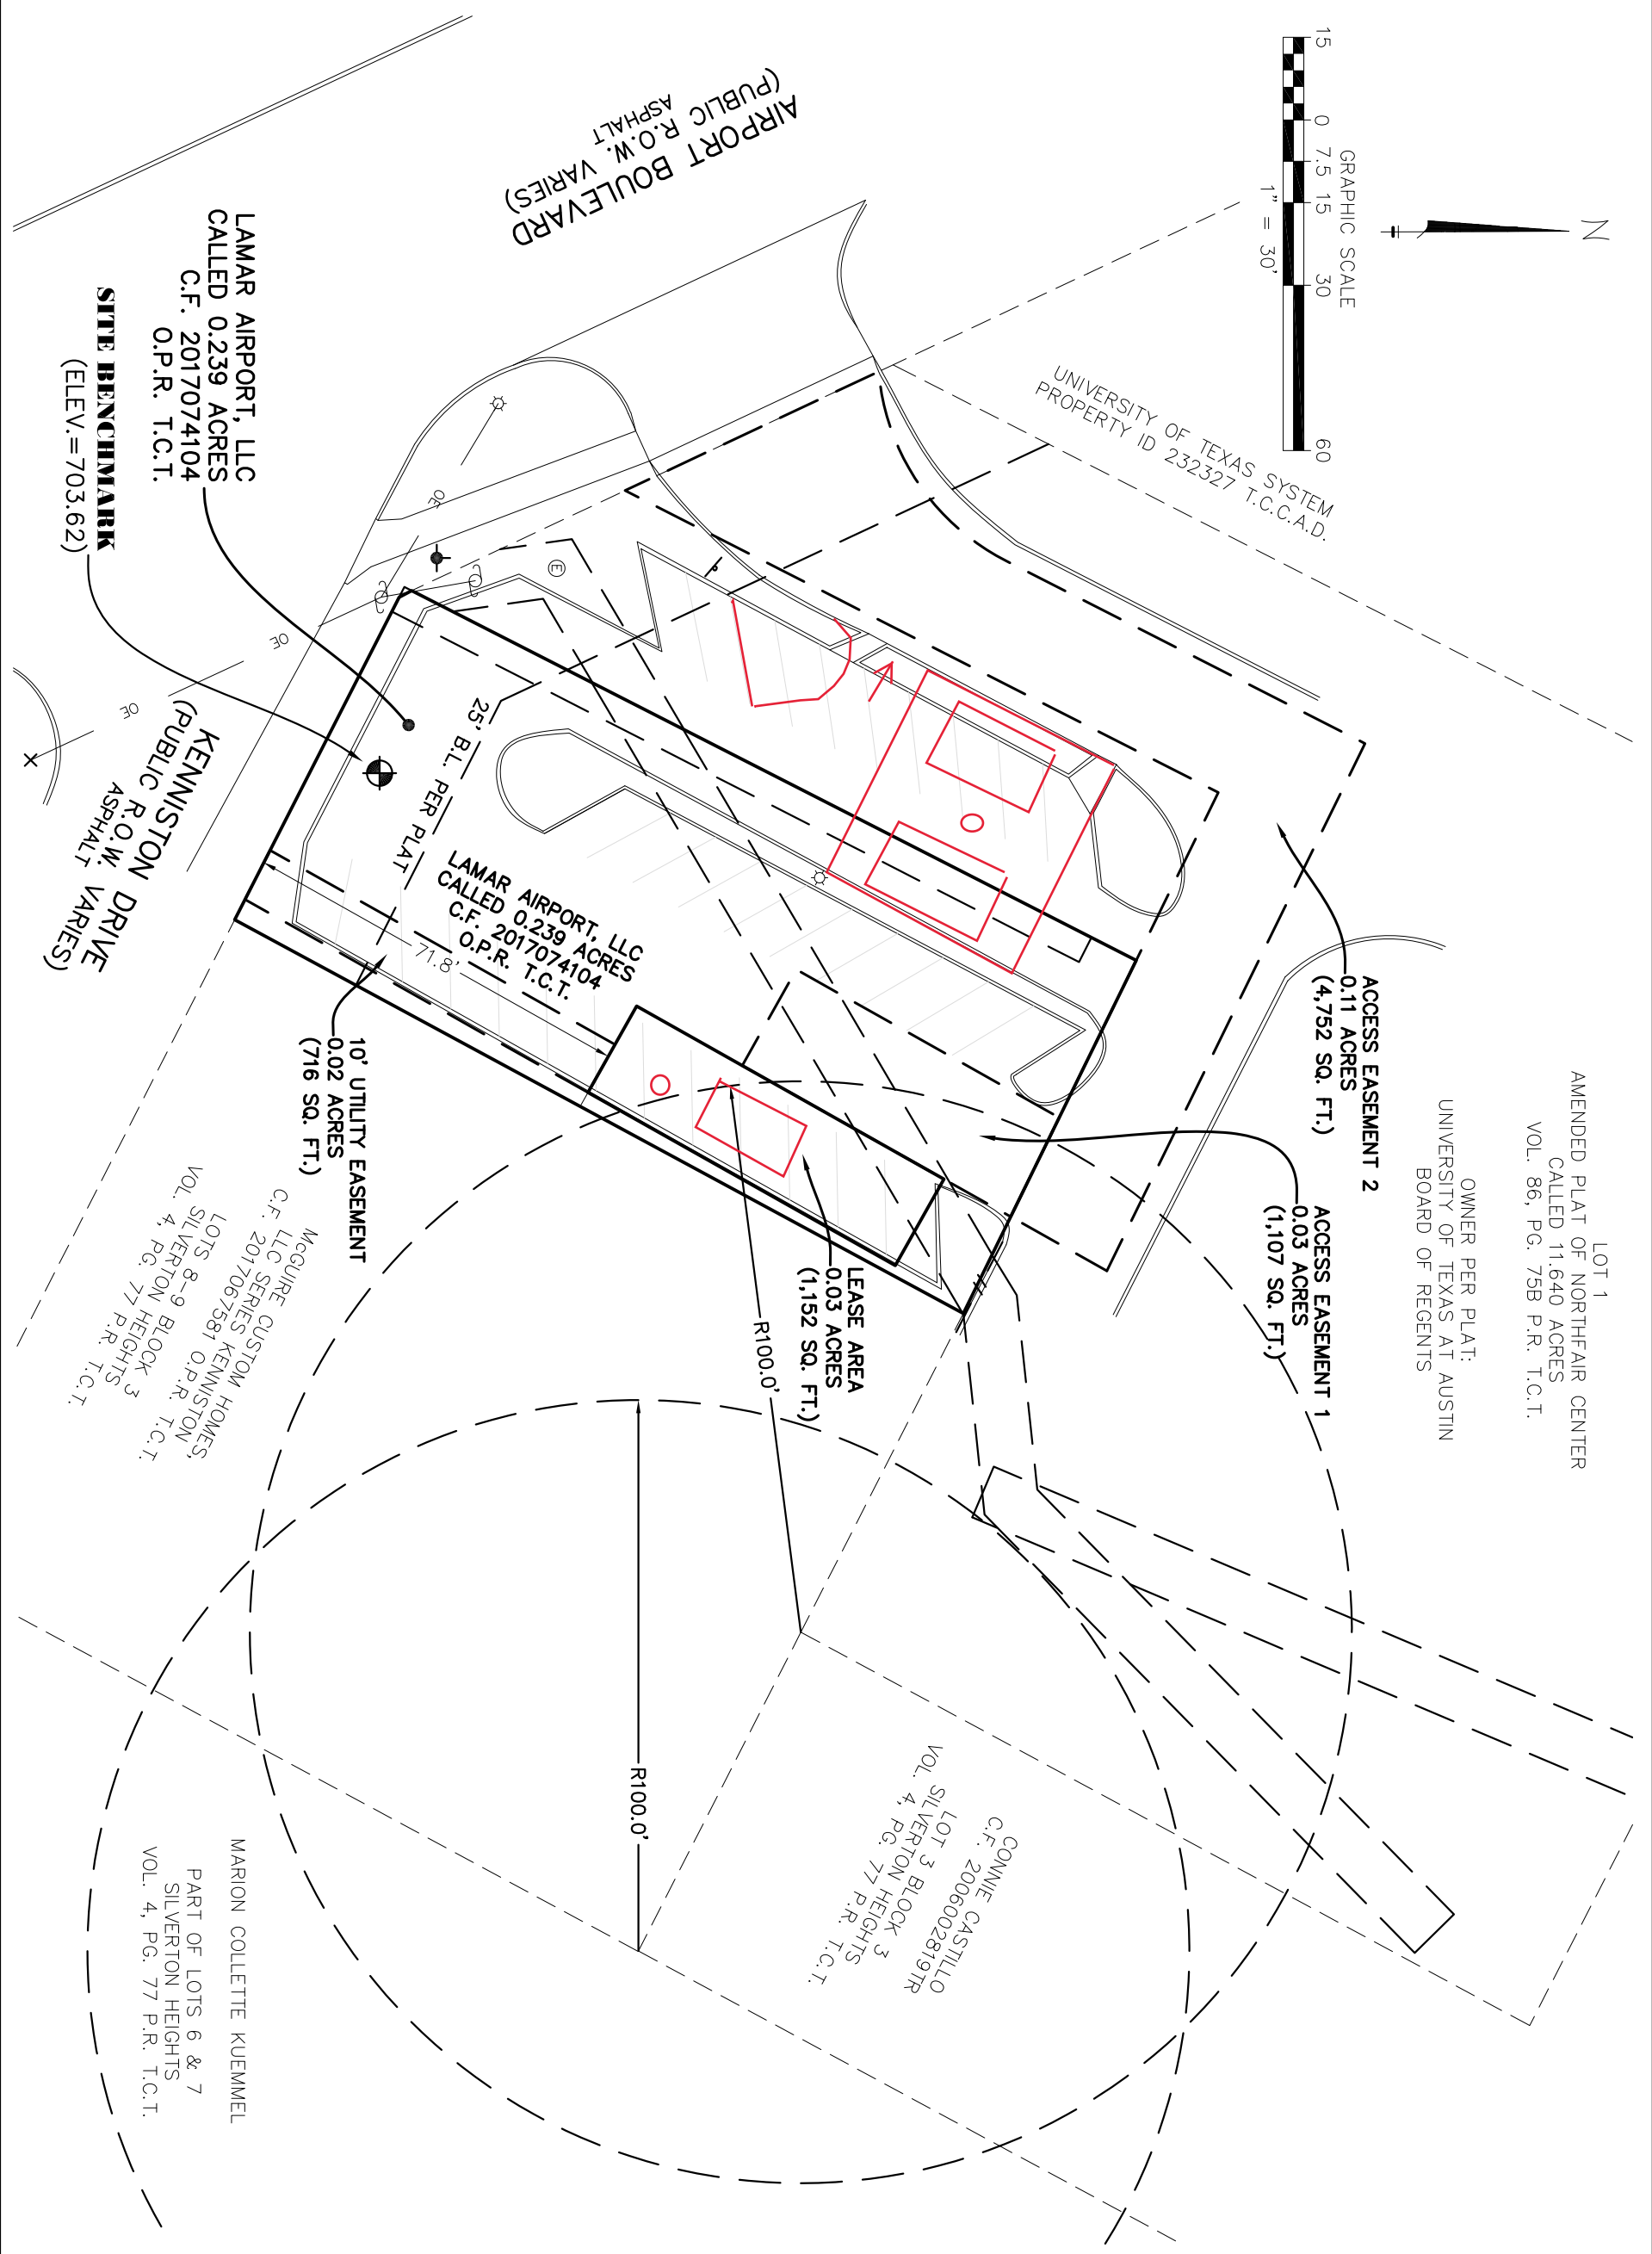 15
0
7.5
15
30
60
GRAPHIC SCALE
1" = 30'
N
AIRPORT BOULEVARD
(PUBLIC R.O.W. VARIES)
ASPHALT
UNIVERSITY OF TEXAS SYSTEM
PROPERTY ID 232327 T.C.C.A.D.
LAMAR AIRPORT, LLC
CALLED 0.239 ACRES
C.F. 2017074104
O.P.R. T.C.T.
SITE BENCHMARK
(ELEV.=703.62)
OE
E
OE
OE
OE
KENNISTON DRIVE
(PUBLIC R.O.W. VARIES)
ASPHALT
25' B.L. PER PLAT
LAMAR AIRPORT, LLC
CALLED 0.239 ACRES
C.F. 2017074104
O.P.R. T.C.T.
71.8'
10' UTILITY EASEMENT
0.02 ACRES
(716 SQ. FT.)
ACCESS EASEMENT 2
0.11 ACRES
(4,752 SQ. FT.)
ACCESS EASEMENT 1
0.03 ACRES
(1,107 SQ. FT.)
LEASE AREA
0.03 ACRES
(1,152 SQ. FT.)
LOT 1
AMENDED PLAT OF NORTHFAIR CENTER
CALLED 11.640 ACRES
VOL. 86, PG. 75B P.R. T.C.T.
OWNER PER PLAT:
UNIVERSITY OF TEXAS AT AUSTIN
BOARD OF REGENTS
McGUIRE CUSTOM HOMES,
LLC SERIES KENNISTON
C.F. 2017067581 O.P.R. T.C.T.
LOTS 8-9 BLOCK 3
SILVERTON HEIGHTS
VOL. 4, PG. 77 P.R. T.C.T.
R100.0'
R100.0'
CONNIE CASTILLO
C.F. 2006002819TR
LOT 3 BLOCK 3
SILVERTON HEIGHTS
VOL. 4, PG. 77 P.R. T.C.T.
MARION COLLETTE KUEMMEL
PART OF LOTS 6 & 7
SILVERTON HEIGHTS
VOL. 4, PG. 77 P.R. T.C.T.